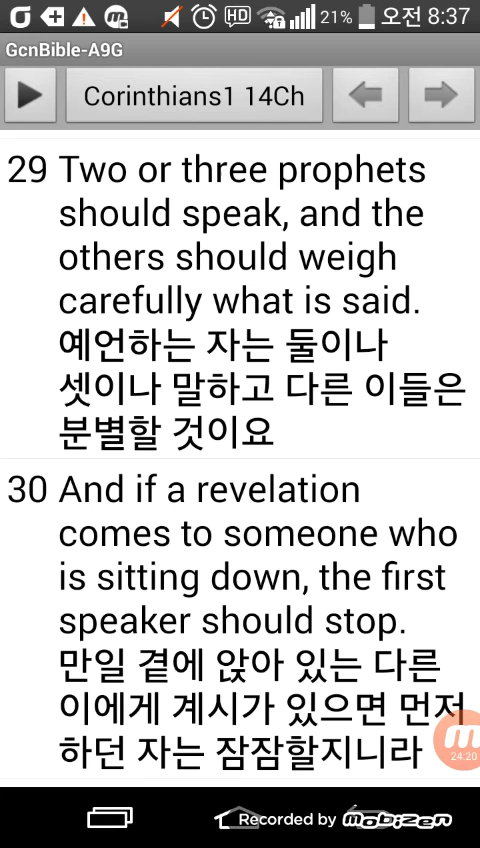 HD 21% 오전 8:37
GcnBible-A9G
Corinthians1 14Ch
29 Two or three prophets
should speak, and the
others should weigh
carefully what is said.
예언하는 자는 둘이나
셋이나 말하고 다른 이들은
분별할 것이요
30 And if a revelation
comes to someone who
is sitting down, the first
speaker should stop.
만일 곁에 앉아 있는 다른
이에게 계시가 있으면 먼저
하던 자는 잠잠할지니라
24:20
Recorded by mobizen